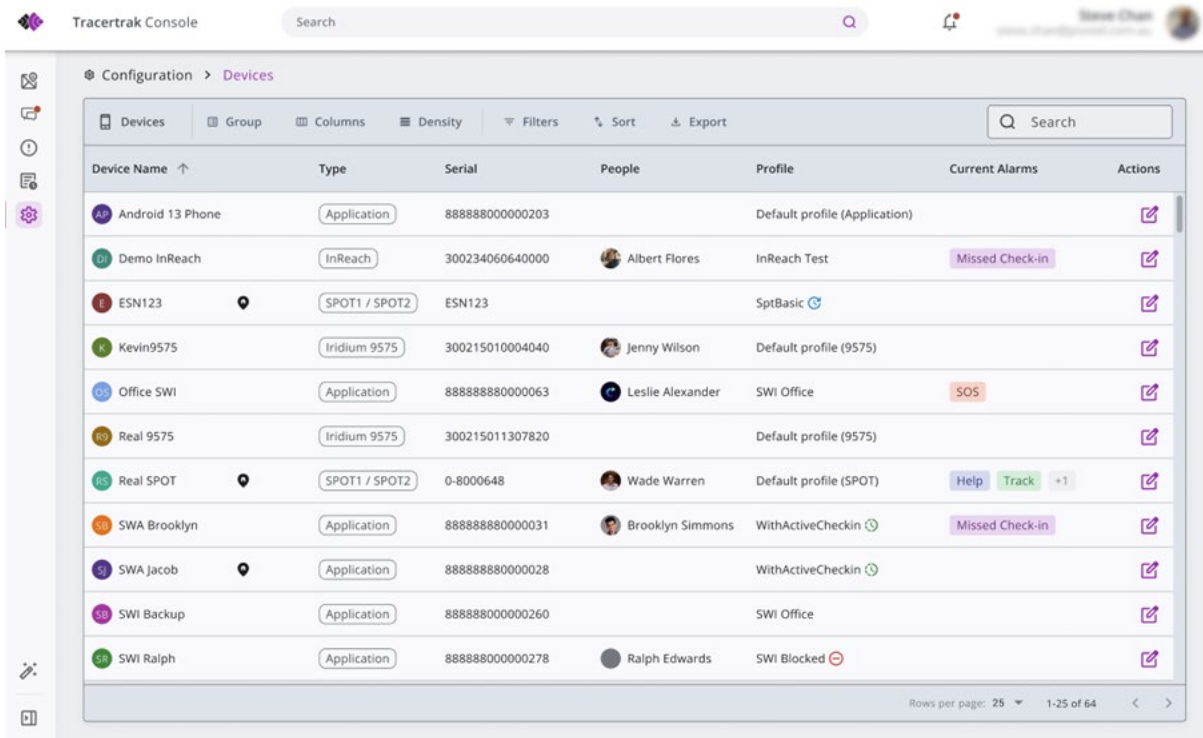 Tracertrak Console Search
Configuration > Devices
Devices Group Columns Density Filters Sort Export Search
Device Name Type Serial People Profile Current Alarms Actions
AP Android 13 Phone Application 888888000000203 Default profile (Application)
DI Demo InReach InReach 300234060640000 Albert Flores InReach Test Missed Check-in
E ESN123 SPOT1 / SPOT2 ESN123 SptBasic
K Kevin9575 Iridium 9575 300215010004040 Jenny Wilson Default profile (9575)
OS Office SWI Application 888888880000063 Leslie Alexander SWI Office SOS
R9 Real 9575 Iridium 9575 300215011307820 Default profile (9575)
RS Real SPOT SPOT1 / SPOT2 0-8000648 Wade Warren Default profile (SPOT) Help Track +1
SB SWA Brooklyn Application 888888880000031 Brooklyn Simmons WithActiveCheckin Missed Check-in
SJ SWA Jacob Application 888888880000028 WithActiveCheckin
SB SWI Backup Application 888888000000260 SWI Office
SR SWI Ralph Application 888888000000278 Ralph Edwards SWI Blocked
Rows per page: 25 1-25 of 64